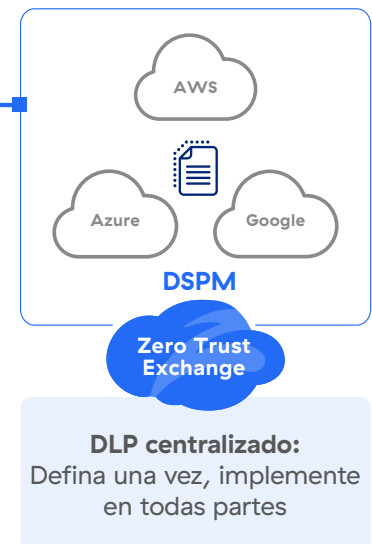 AWS
Azure
Google
DSPM
Zero Trust
Exchange
DLP centralizado:
Defina una vez, implemente
en todas partes